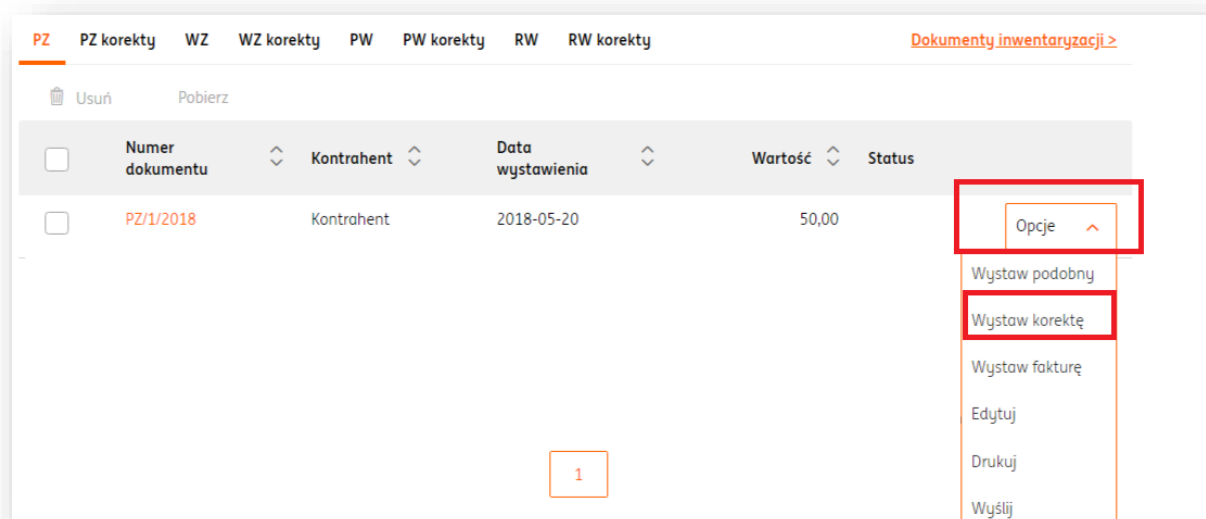 PZ PZ korekty WZ WZ korekty PW PW korekty RW RW korekty Dokumenty inwentaryzacji >
Usuń Pobierz
Numer dokumentu Kontrahent Data wystawienia Wartość Status
PZ/1/2018 Kontrahent 2018-05-20 50,00 Opcje
Wystaw podobny
Wystaw korektę
Wystaw fakturę
Edytuj
Drukuj
1
Wyślij